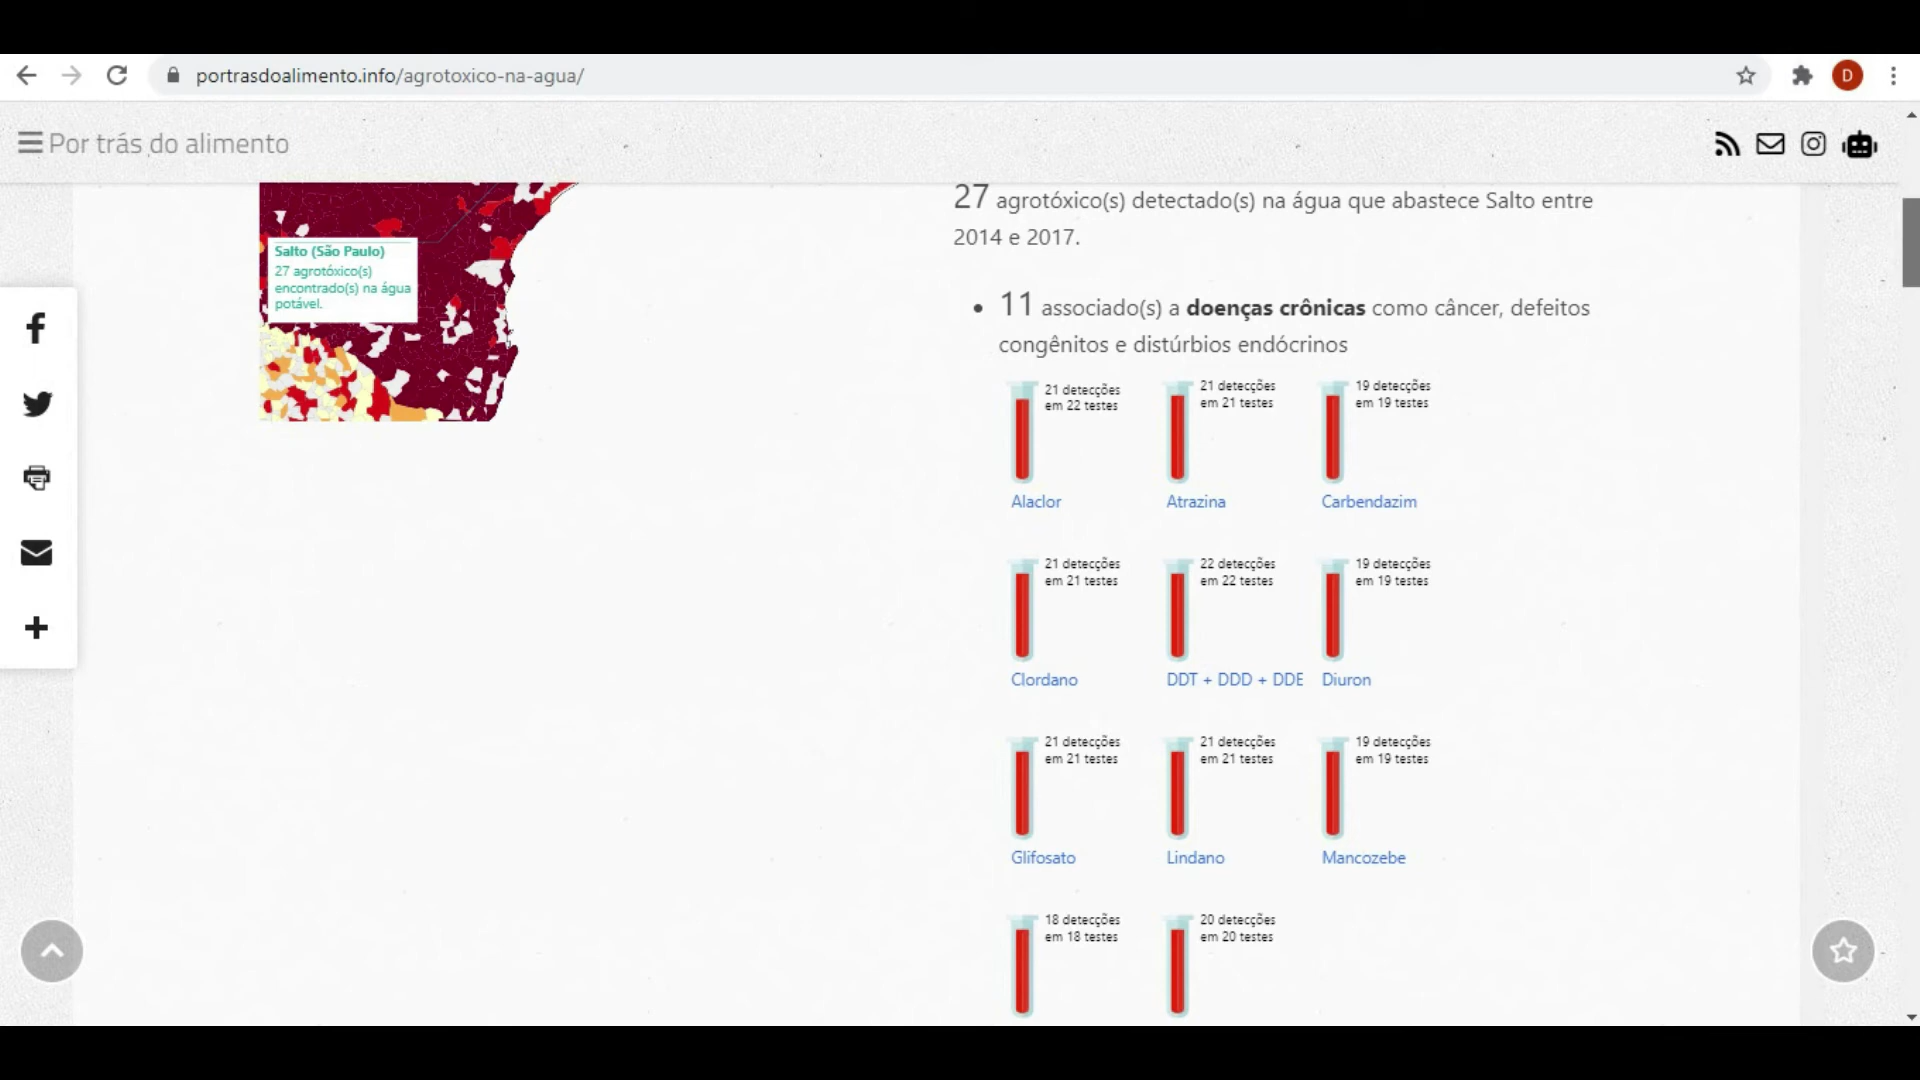 portrasdoalimento.info/agrotoxico-na-agua/
D
Por trás do alimento
Salto (São Paulo)
27 agrotóxico(s)
encontrado(s) na água
potável.
27 agrotóxico(s) detectado(s) na água que abastece Salto entre
2014 e 2017.
11 associado(s) a doenças crônicas como câncer, defeitos
congênitos e distúrbios endócrinos
21 detecções
em 22 testes
Alaclor
21 detecções
em 21 testes
Atrazina
19 detecções
em 19 testes
Carbendazim
21 detecções
em 21 testes
Clordano
22 detecções
em 22 testes
DDT + DDD + DDE
19 detecções
em 19 testes
Diuron
21 detecções
em 21 testes
Glifosato
21 detecções
em 21 testes
Lindano
19 detecções
em 19 testes
Mancozebe
18 detecções
em 18 testes
20 detecções
em 20 testes